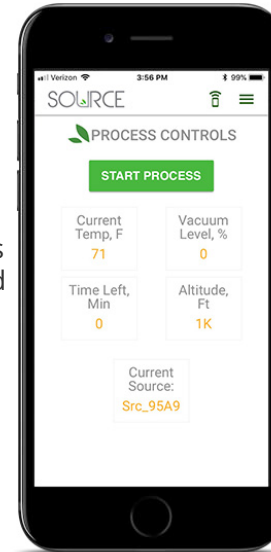 Verizon 3:56 PM 99%
SOURCE
PROCESS CONTROLS
START PROCESS
Current Temp, F
71
Vacuum Level, %
0
Time Left, Min
0
Altitude, Ft
1K
Current Source:
Src_95A9
s
d